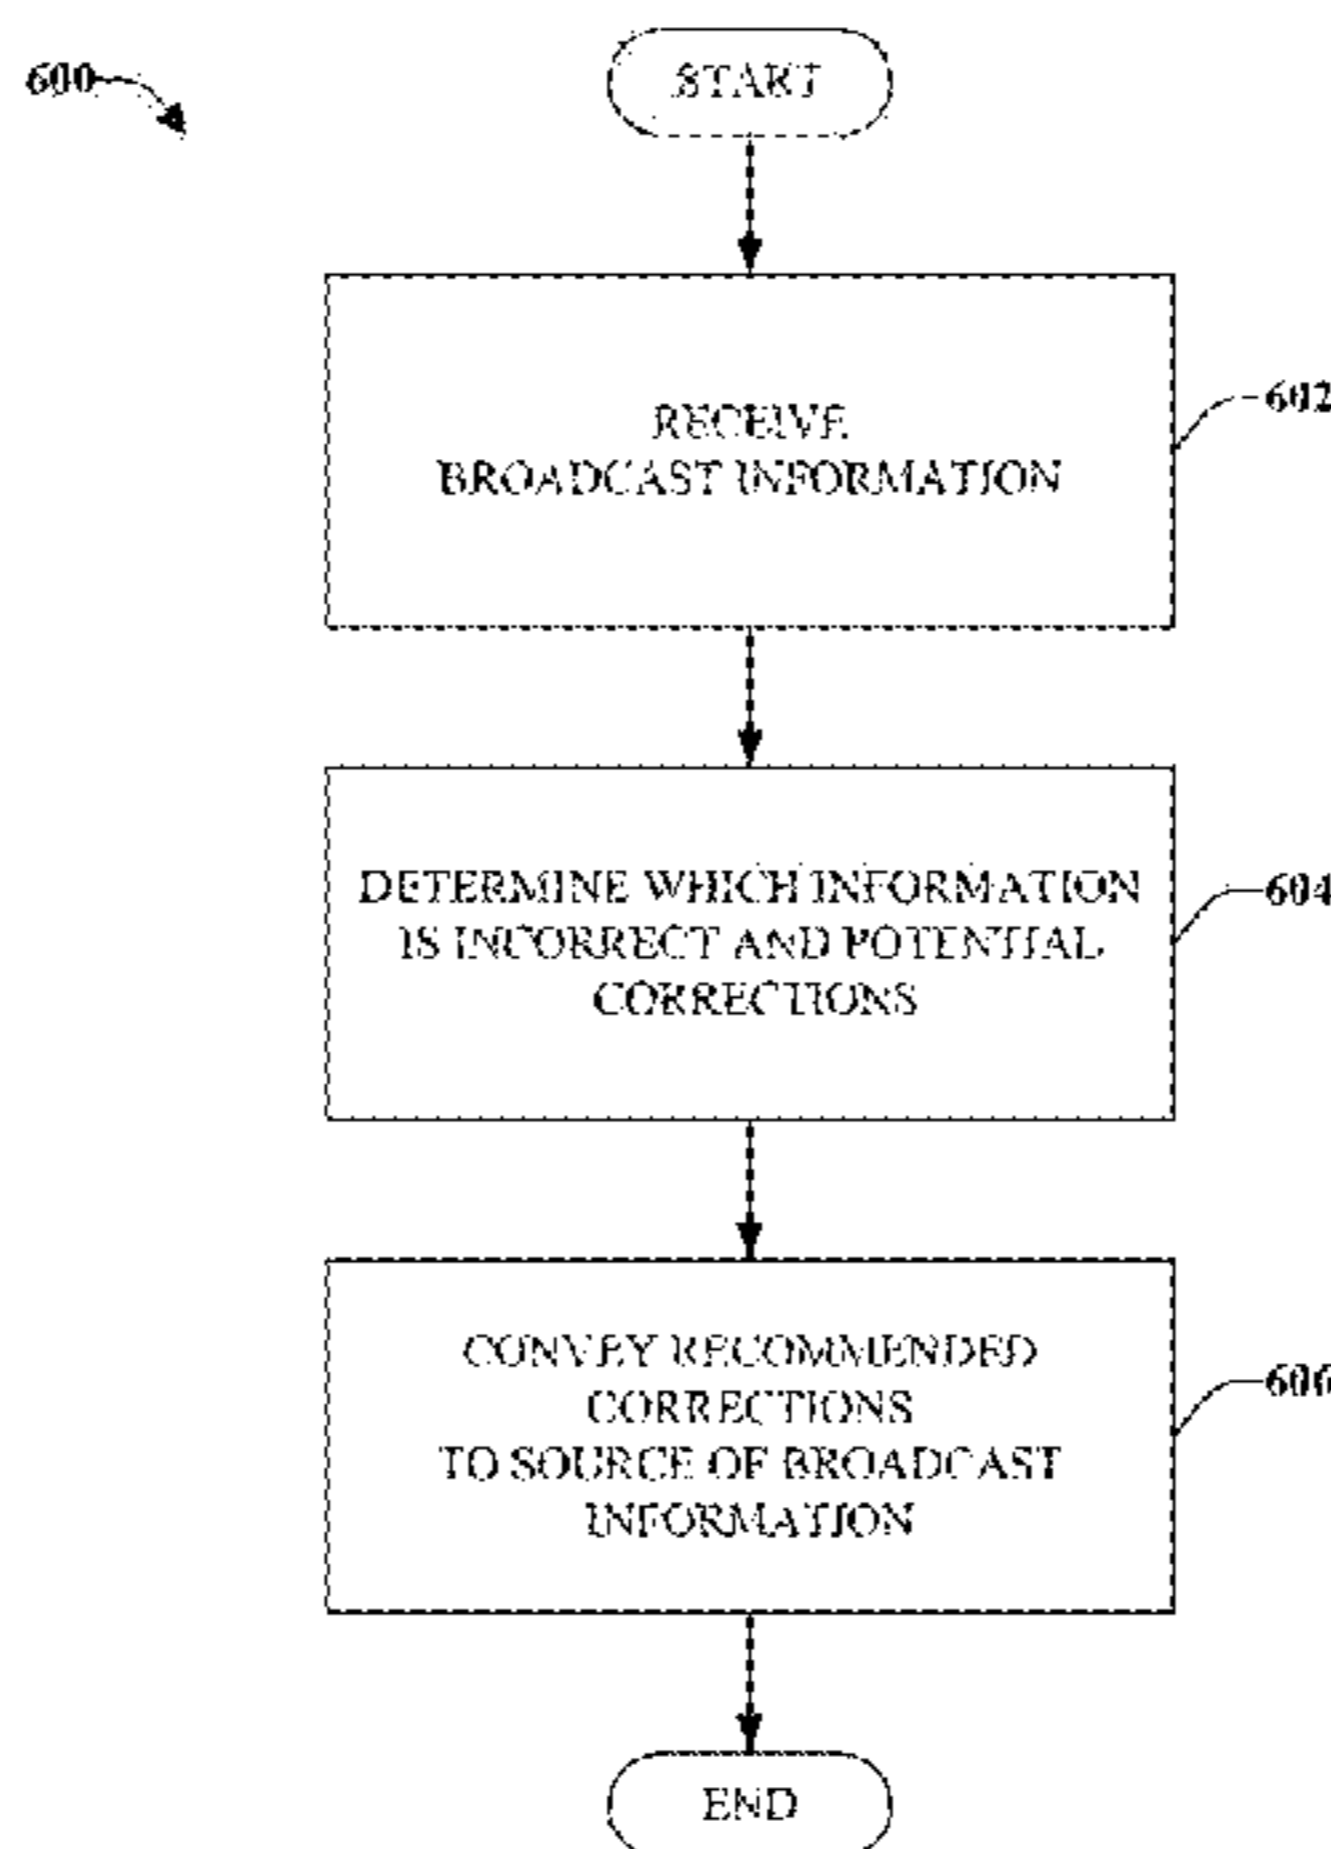 600
START
RECEIVE
BROADCAST INFORMATION
602
DETERMINE WHICH INFORMATION
IS INCORRECT AND POTENTIAL
CORRECTIONS
604
CONVEY RECOMMENDED
CORRECTIONS
TO SOURCE OF BROADCAST
INFORMATION
606
END